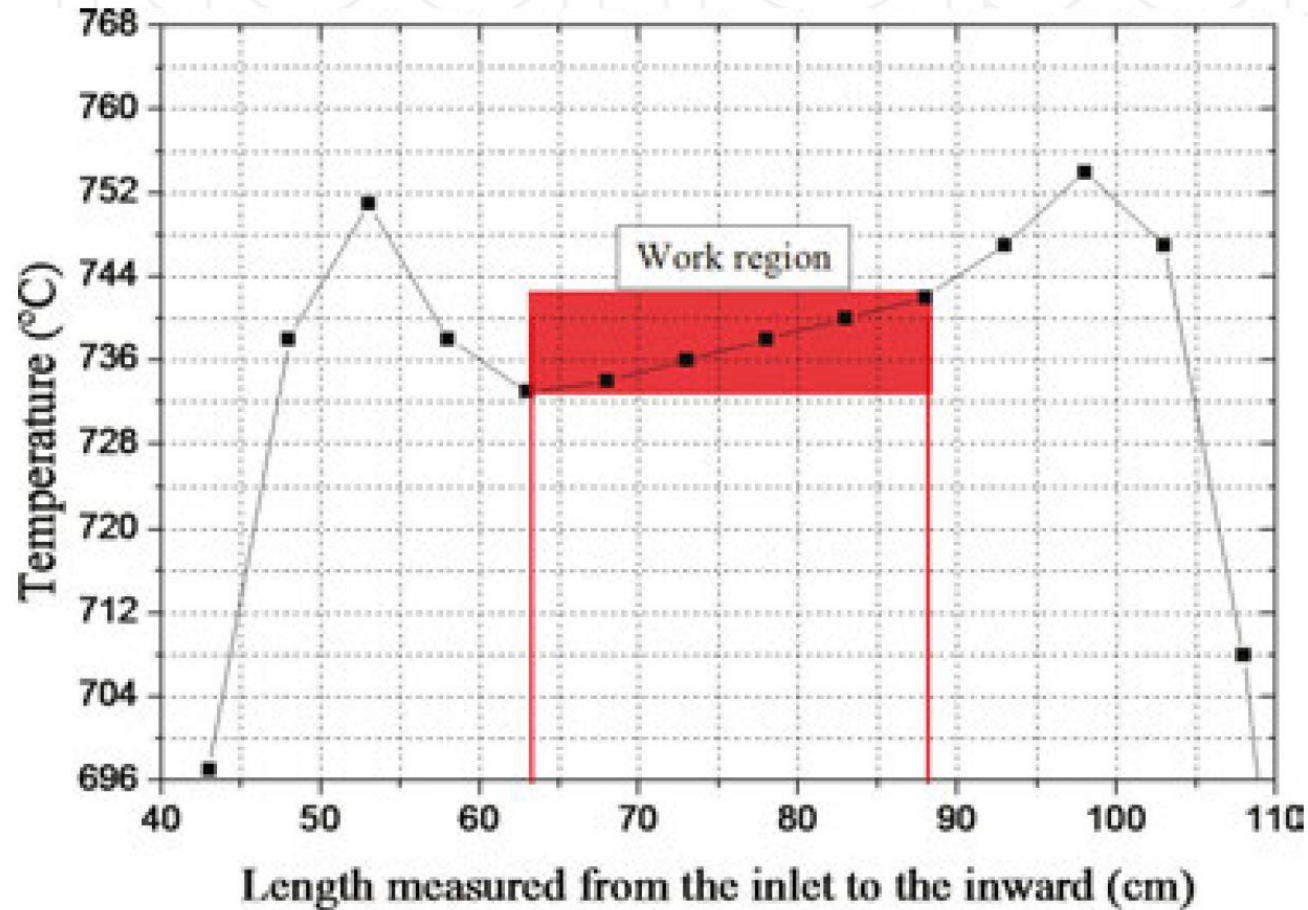 768
760
752
744
736
728
720
712
704
696
Temperature (°C)
Work region
40 50 60 70 80 90 100 110
Length measured from the inlet to the inward (cm)